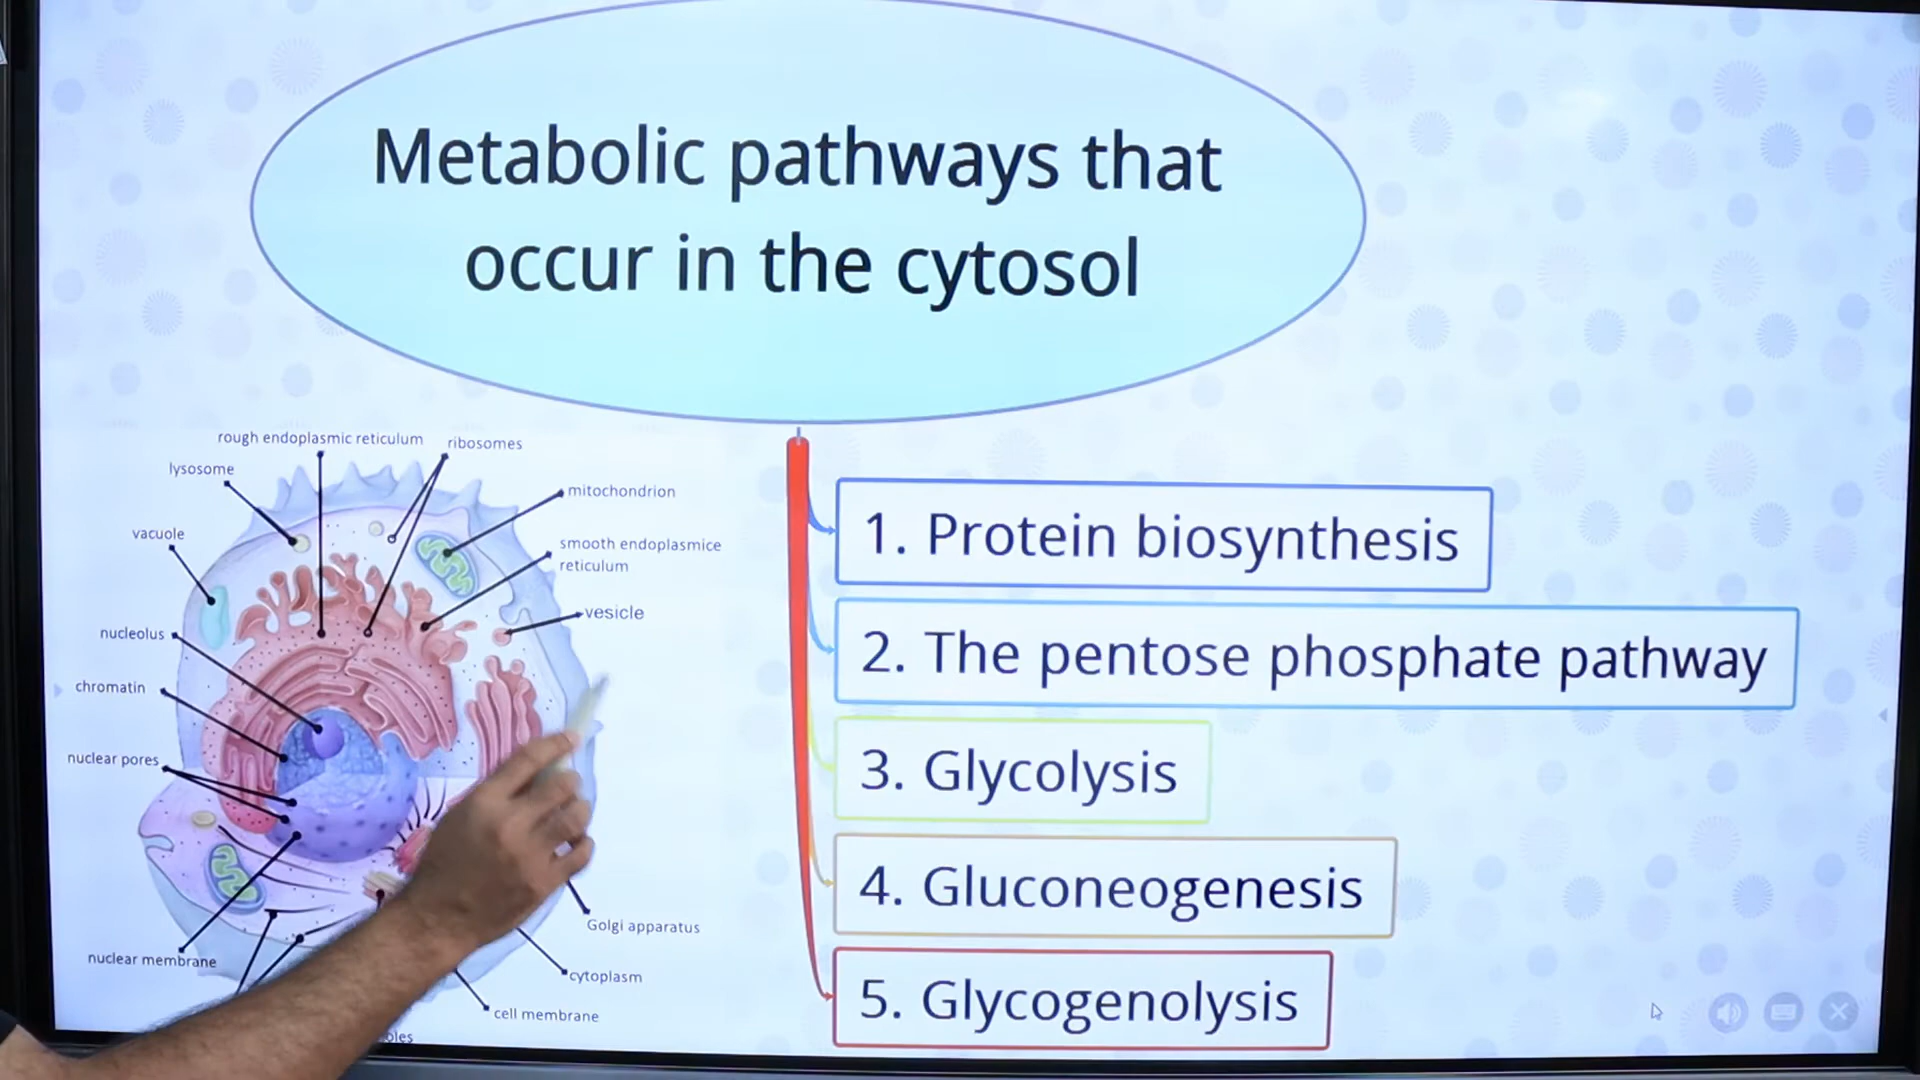 Metabolic pathways that
occur in the cytosol
rough endoplasmic reticulum
ribosomes
lysosome
mitochondrion
vacuole
smooth endoplasmice
reticulum
vesicle
nucleolus
chromatin
nuclear pores
nuclear membrane
Golgi apparatus
cytoplasm
cell membrane
1. Protein biosynthesis
2. The pentose phosphate pathway
3. Glycolysis
4. Gluconeogenesis
5. Glycogenolysis